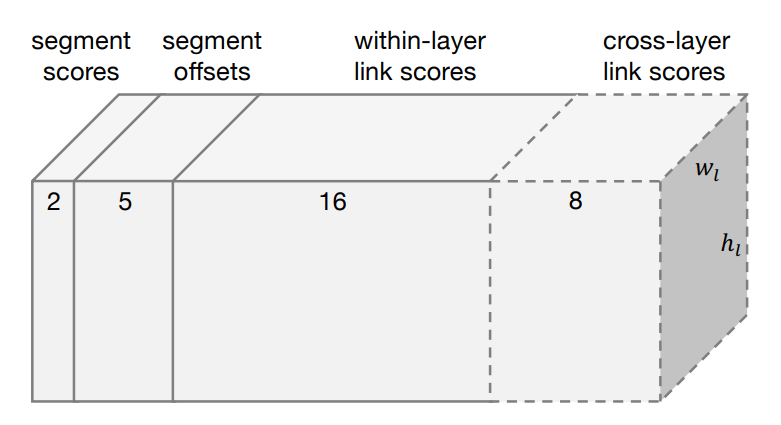 segment
scores
segment
offsets
within-layer
link scores
cross-layer
link scores
2
5
16
8
w_l
h_l